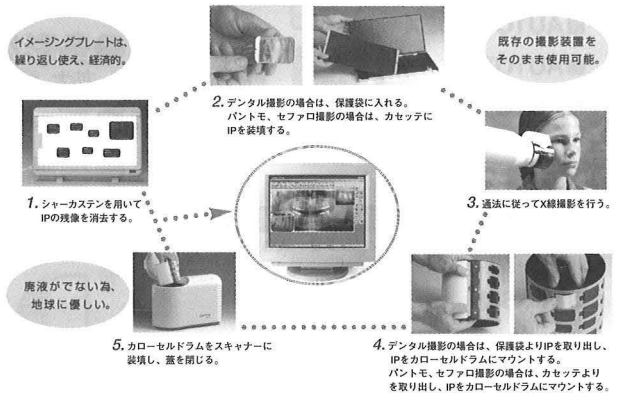 イメージングプレートは、
繰り返し使え、経済的。
既存の撮影装置を
そのまま使用可能。
2. デンタル撮影の場合は、保護袋に入れる。
パントモ、セファロ撮影の場合は、カセッテに
IPを装填する。
1. シャーカステンを用いて
IPの残像を消去する。
3. 通法に従ってX線撮影を行う。
廃液がでない為、
地球に優しい。
5. カローセルドラムをスキャナーに
装填し、蓋を閉じる。
4. デンタル撮影の場合は、保護袋よりIPを取り出し、
IPをカローセルドラムにマウントする。
パントモ、セファロ撮影の場合は、カセッテより
を取り出し、IPをカローセルドラムにマウントする。